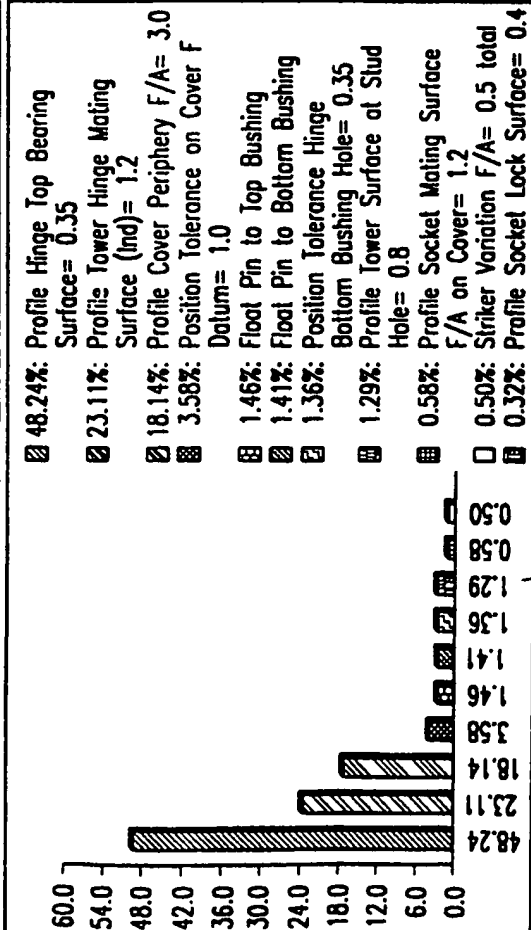 48.24%: Profile Hinge Top Bearing
Surface= 0.35
23.11%: Profile Tower Hinge Mating
Surface (Ind)= 1.2
18.14%: Profile Cover Periphery F/A= 3.0
3.58%: Position Tolerance on Cover F
Datum= 1.0
1.46%: Float Pin to Top Bushing
1.41%: Float Pin to Bottom Bushing
1.36%: Position Tolerance Hinge
Bottom Bushing Hole= 0.35
1.29%: Profile Tower Surface at Stud
Hole= 0.8
0.58%: Profile Socket Mating Surface
F/A on Cover= 1.2
0.50%: Striker Variation F/A= 0.5 total
0.32%: Profile Socket Lock Surface= 0.4
60.0
54.0
48.0
42.0
36.0
30.0
24.0
18.0
12.0
6.0
0.0
48.24
23.11
18.14
3.58
1.46
1.41
1.36
1.29
0.58
0.50